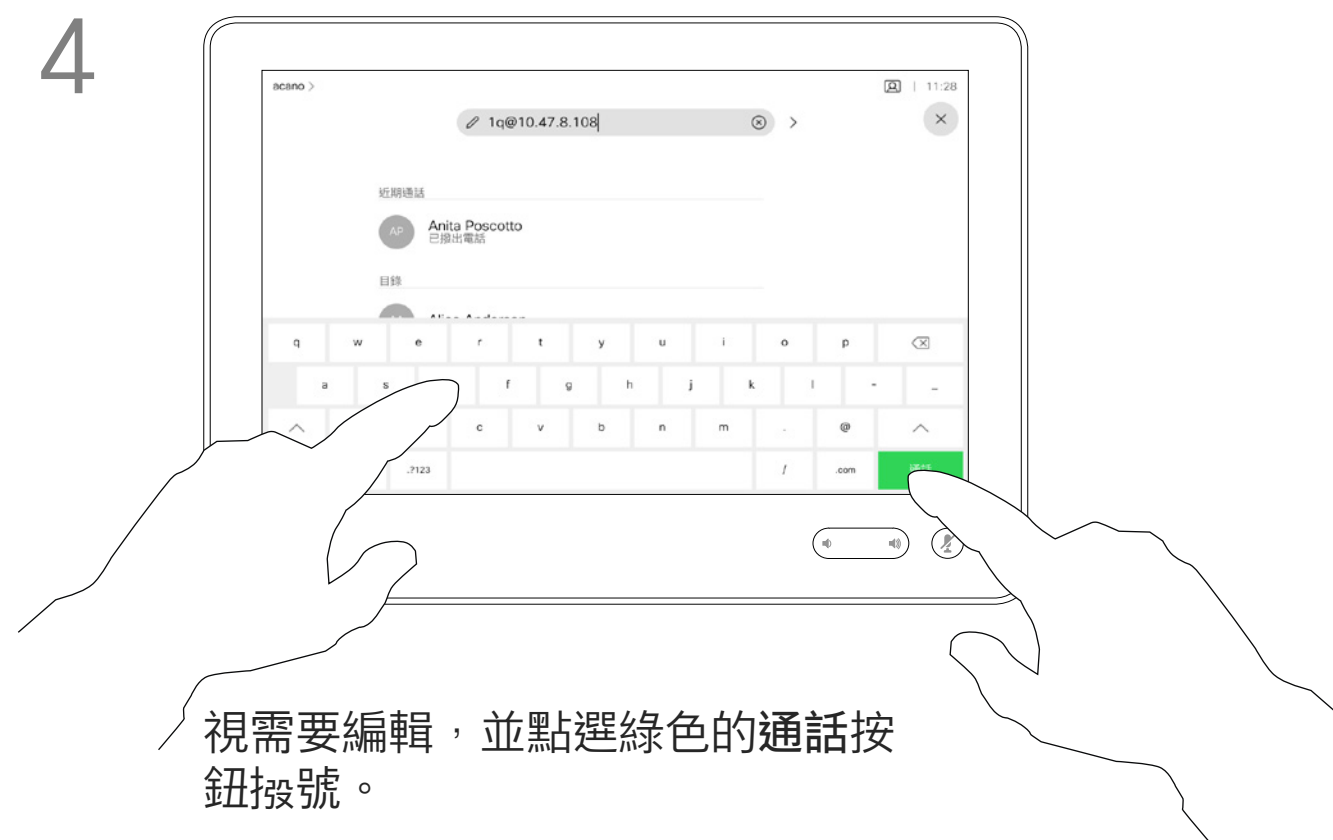 4
acano >
11:28
1q@10.47.8.108
近期通話
AP
Anita Poscotto
已撥出電話
目錄
q w e r t y u i o p
a s f g h j k l - _
c v b n m . @
.?123 / .com
視需要編輯，並點選綠色的通話按
鈕撥號。